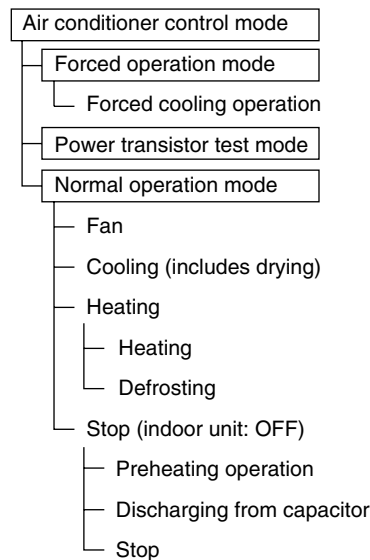 Air conditioner control mode
Forced operation mode
Forced cooling operation
Power transistor test mode
Normal operation mode
Fan
Cooling (includes drying)
Heating
Heating
Defrosting
Stop (indoor unit: OFF)
Preheating operation
Discharging from capacitor
Stop